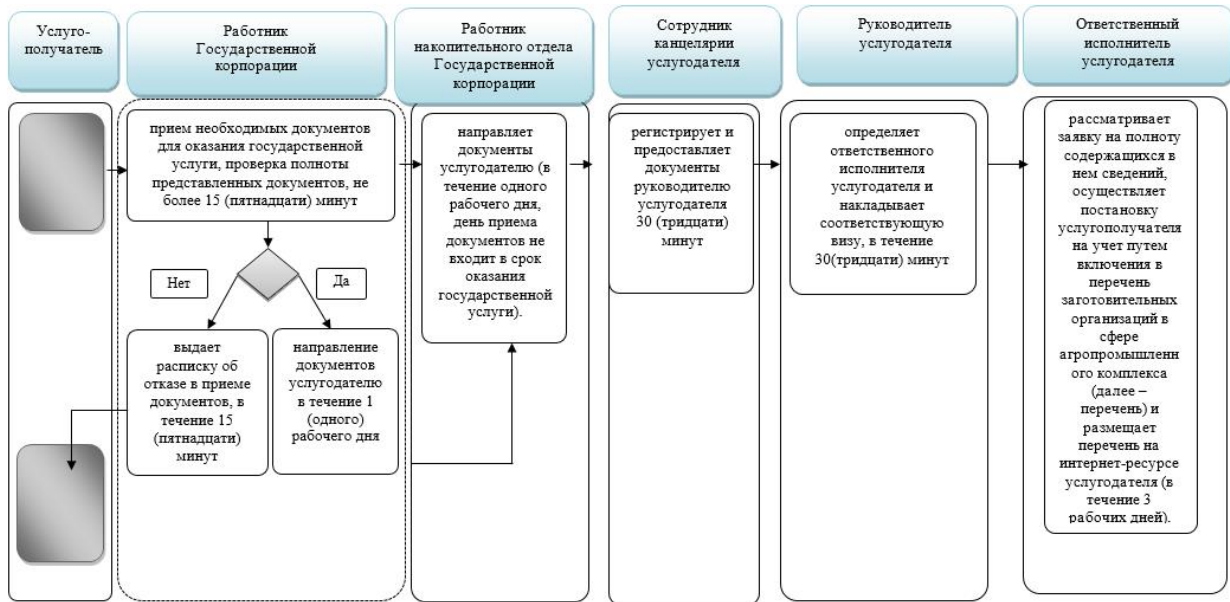 Услуго-
получатель
Работник
Государственной
корпорации
Работник
накопительного отдела
Государственной
корпорации
Сотрудник
канцелярии
услугодателя
Руководитель
услугодателя
Ответственный
исполнитель
услугодателя
прием необходимых документов
для оказания государственной
услуги, проверка полноты
представленных документов, не
более 15 (пятнадцати) минут
Нет
Да
выдает
расписку об
отказе в приеме
документов, в
течение 15
(пятнадцати)
минут
направление
документов
услугодателю
в течение 1
(одного)
рабочего дня
направляет
документы
услугодателю (в
течение одного
рабочего дня,
день приема
документов не
входит в срок
оказания
государственной
услуги).
регистрирует и
предоставляет
документы
руководителю
услугодателя
30 (тридцати)
минут
определяет
ответственного
исполнителя
услугодателя и
накладывает
соответствующую
визу, в течение
30(тридцати) минут
рассматривает
заявку на полноту
содержащихся в
нем сведений,
осуществляет
постановку
услугополучателя
на учет путем
включения в
перечень
заготовительных
организаций в
сфере
агропромышленн
ого комплекса
(далее –
перечень) и
размещает
перечень на
интернет-ресурсе
услугодателя (в
течение 3
рабочих дней).